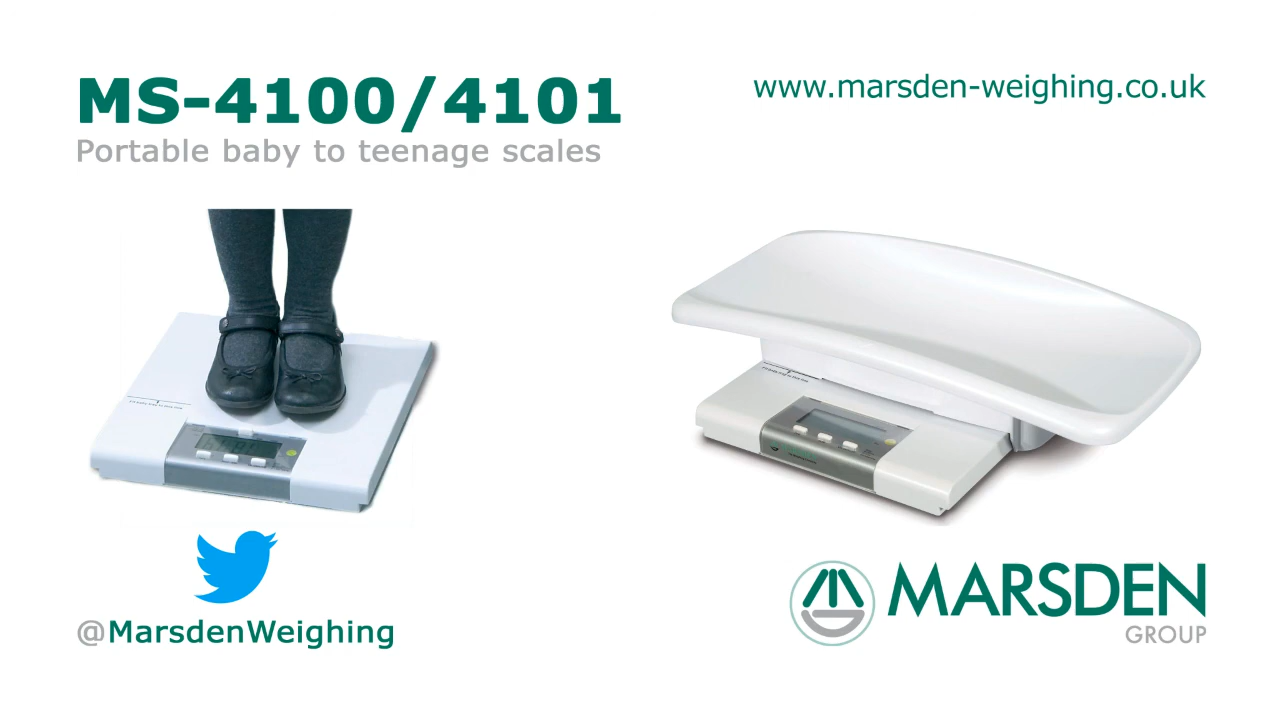 MS-4100/4101
Portable baby to teenage scales
www.marsden-weighing.co.uk
@MarsdenWeighing
MARSDEN
GROUP